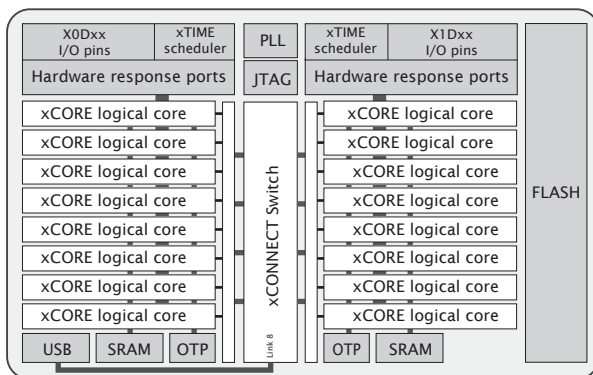 X0Dxx
I/O pins
xTIME
scheduler
PLL
xTIME
scheduler
X1Dxx
I/O pins
Hardware response ports
JTAG
Hardware response ports
xCORE logical core
xCORE logical core
xCORE logical core
xCORE logical core
xCORE logical core
xCORE logical core
xCORE logical core
xCORE logical core
xCONNECT Switch
Link 8
xCORE logical core
xCORE logical core
xCORE logical core
xCORE logical core
xCORE logical core
xCORE logical core
xCORE logical core
xCORE logical core
FLASH
USB
SRAM
OTP
OTP
SRAM